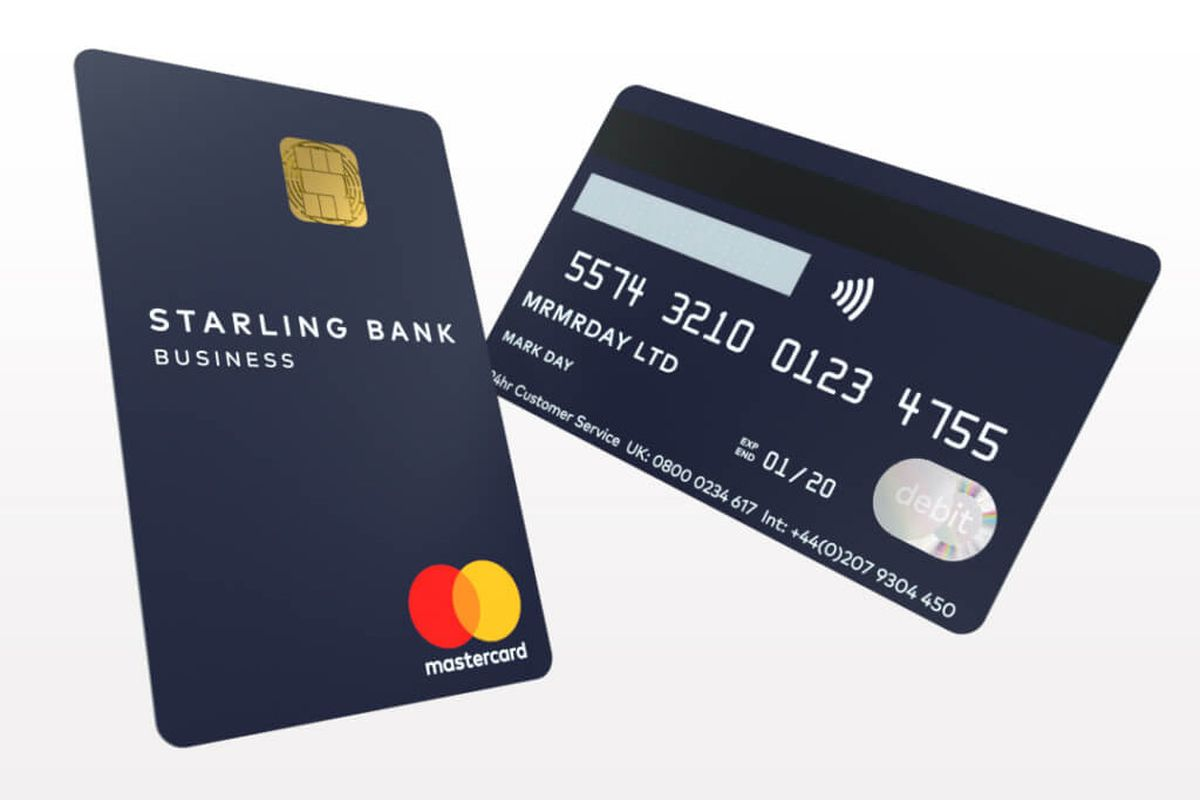 STARLING BANK
BUSINESS
mastercard
5574 3210 0123 4755
MRMRDAY LTD
MARK DAY
EXP
END 01/20
debit
24hr Customer Service UK: 0800 0234 617 Int: +44(0)207 9304 450